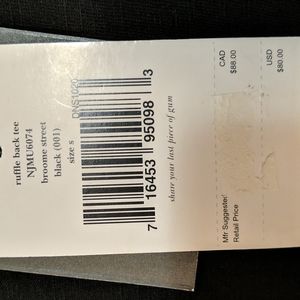 ruffle back tee
NJMU6074
broome street
black (001)
size s
DNS1020
7 16453 95098 3
share your last piece of gum
Mfr Suggested
Retail Price
CAD
$88.00
USD
$80.00